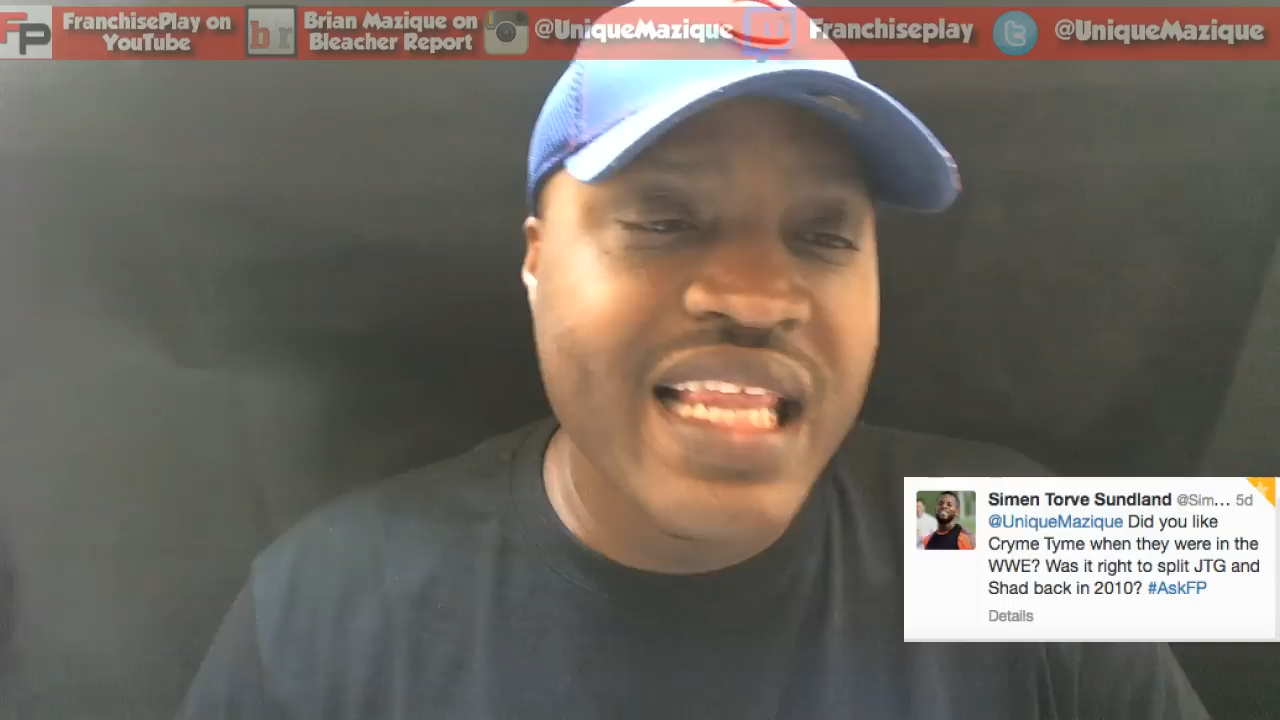 FP
FranchisePlay on
YouTube
br
Brian Mazique on
Bleacher Report
@UniqueMazique
Franchiseplay
@UniqueMazique
Simen Torve Sundland @Sim... 5d
@UniqueMazique Did you like
Cryme Tyme when they were in the
WWE? Was it right to split JTG and
Shad back in 2010? #AskFP
Details